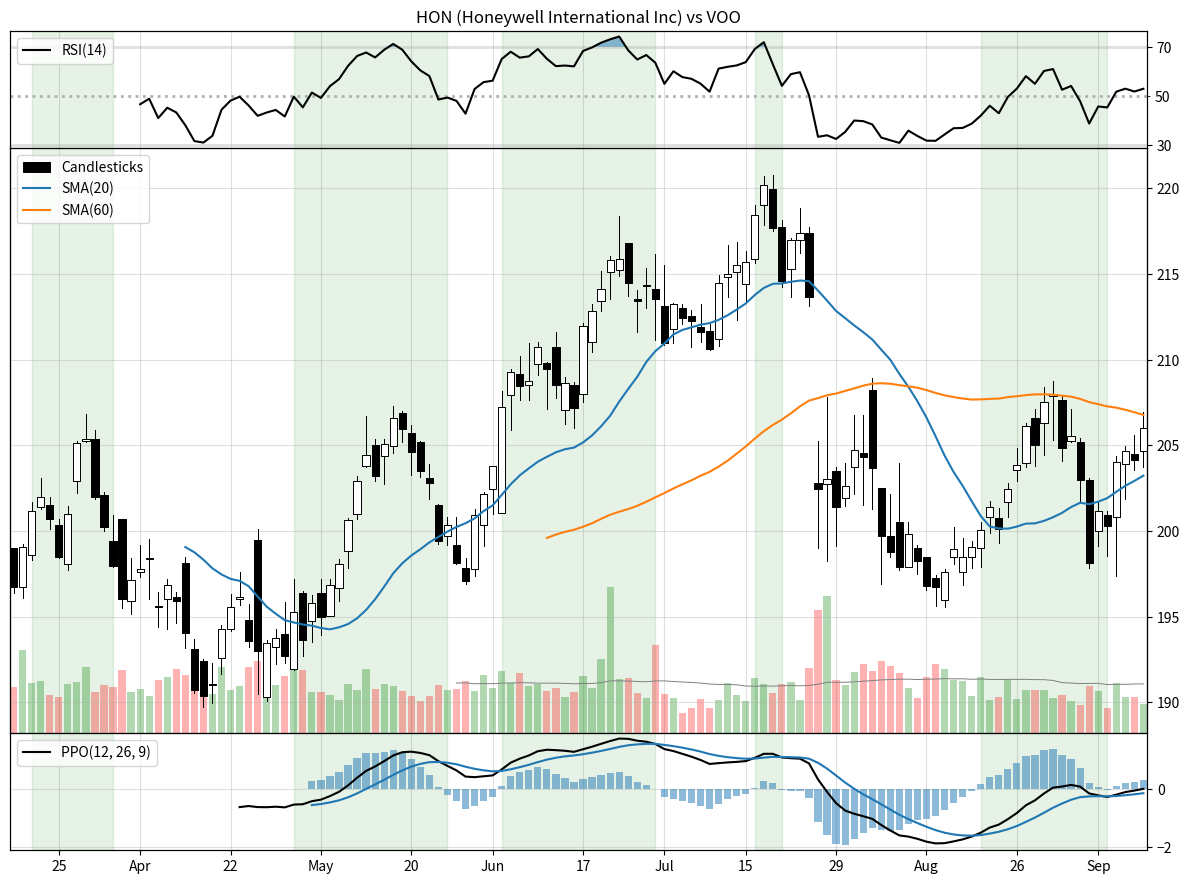 HON (Honeywell International Inc) vs VOO
RSI(14)
70
50
30
Candlesticks
SMA(20)
SMA(60)
220
215
210
205
200
195
190
PPO(12, 26, 9)
0
−2
25 Apr 22 May 20 Jun 17 Jul 15 29 Aug 26 Sep